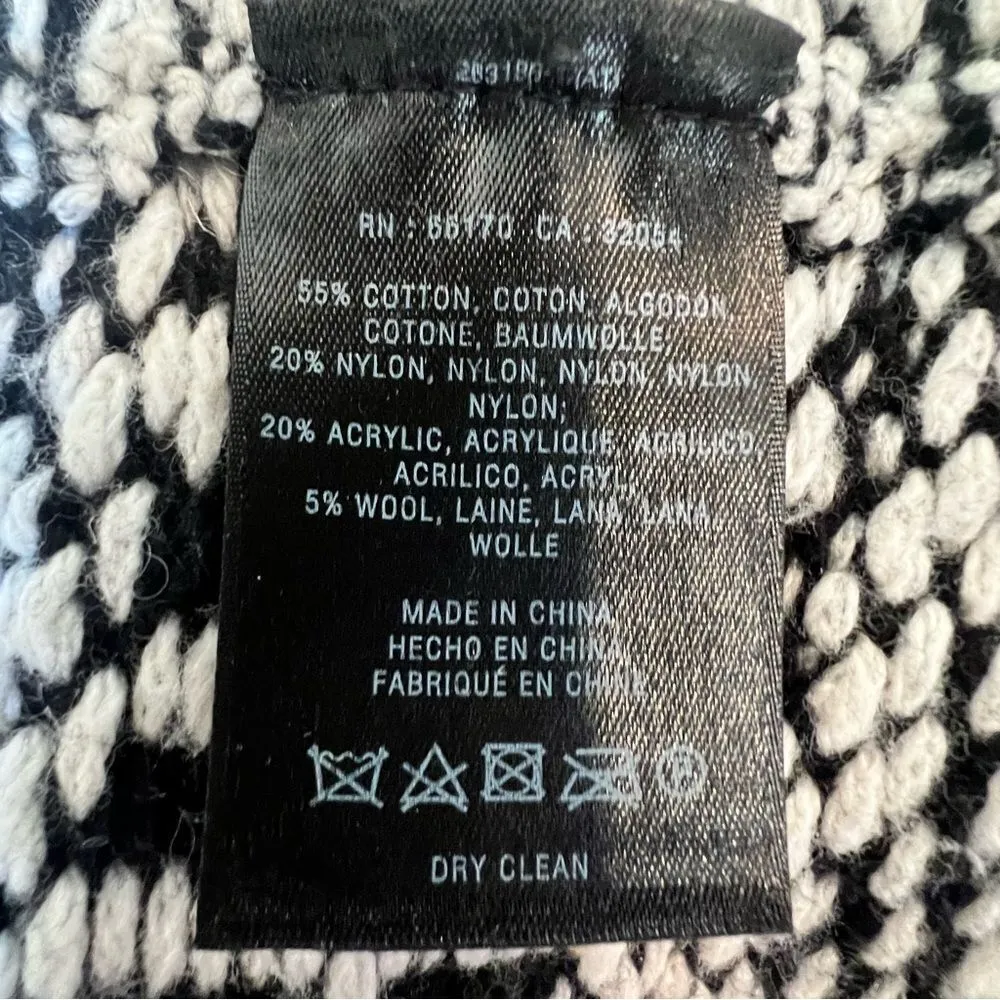 RN : 66170 CA : 32054
55% COTTON, COTON, ALGODON,
COTONE, BAUMWOLLE,
20% NYLON, NYLON, NYLON, NYLON,
NYLON;
20% ACRYLIC, ACRYLIQUE, ACRILICO,
ACRILICO, ACRYL,
5% WOOL, LAINE, LANA, LANA,
WOLLE
MADE IN CHINA
HECHO EN CHINA
FABRIQUÉ EN CHINE
P
DRY CLEAN